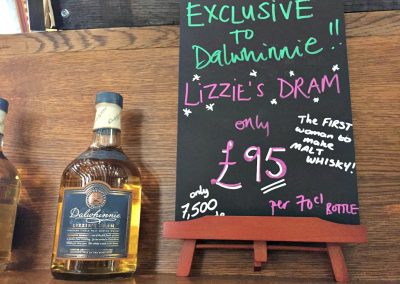 EXCLUSIVE
TO
Dalwhinnie!!
LIZZIE'S DRAM
only
£95
per 70cl BOTTLE
The FIRST
woman to
make
MALT
WHISKY!
only
7,500
Dalwhinnie
LIZZIE'S DRAM